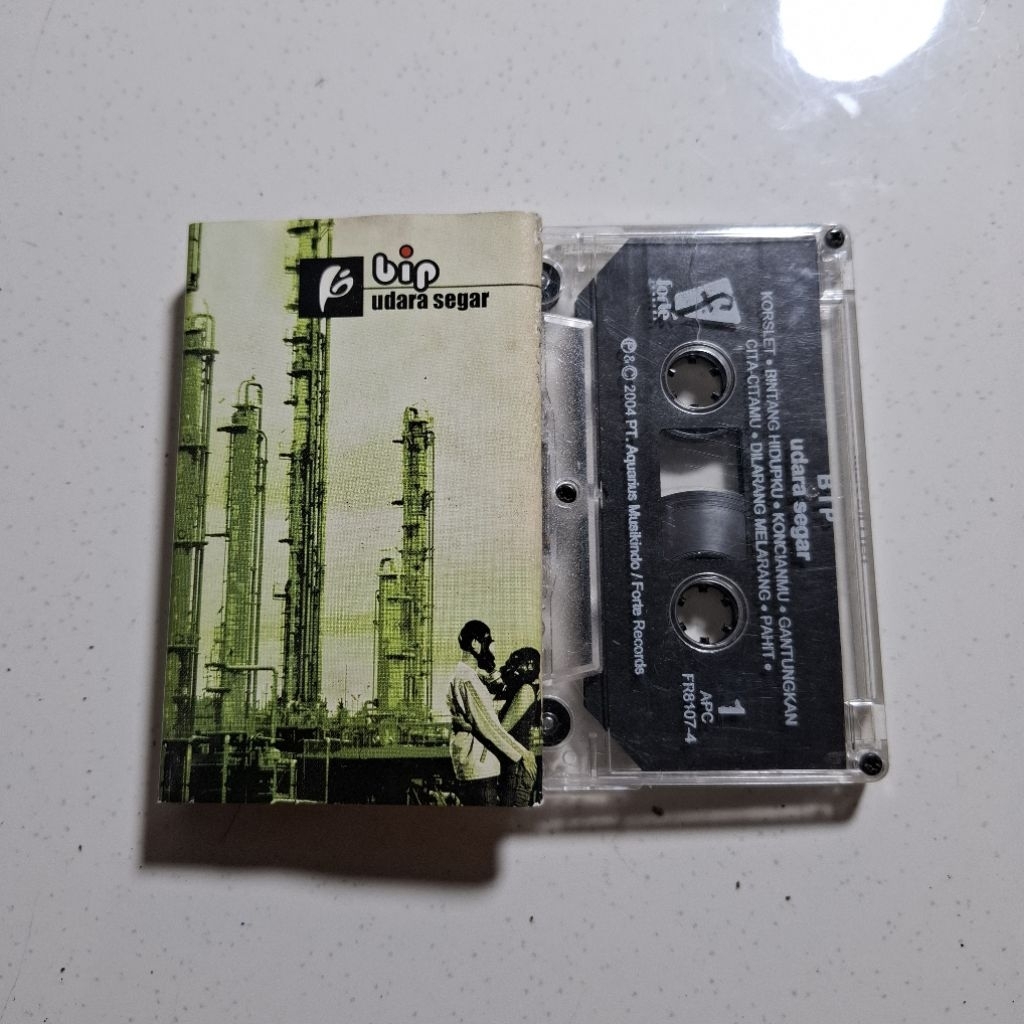 bip
udara segar
forte
BIP
udara segar
KORSLET • BINTANG HIDUPKU • KONCIANMU • GANTUNGKAN
CITA-CITAMU • DILARANG MELARANG • PAHIT •
1
APC
FR8107-4
℗ & © 2004 PT. Aquarius Musikindo / Forte Records